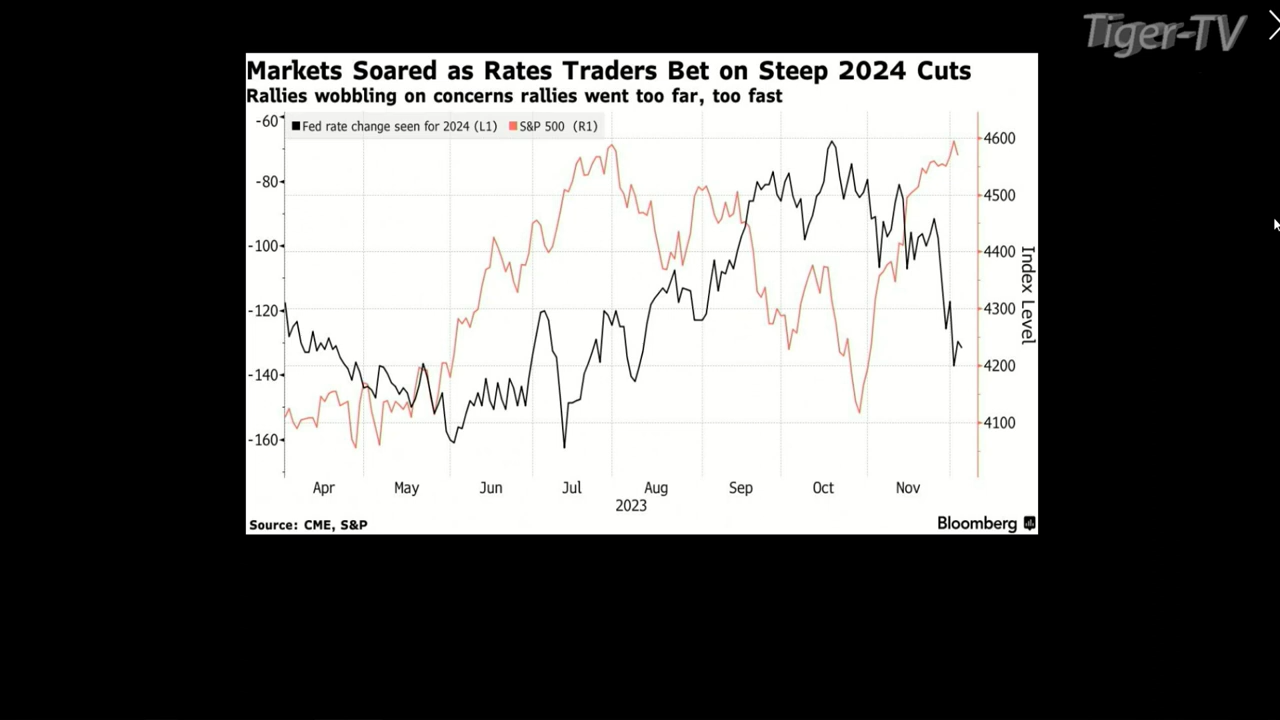 Tiger-TV
Markets Soared as Rates Traders Bet on Steep 2024 Cuts
Rallies wobbling on concerns rallies went too far, too fast
Fed rate change seen for 2024 (L1) S&P 500 (R1)
-60
-80
-100
-120
-140
-160
4600
4500
4400
4300
4200
4100
Index Level
Apr May Jun Jul Aug Sep Oct Nov
2023
Source: CME, S&P
Bloomberg